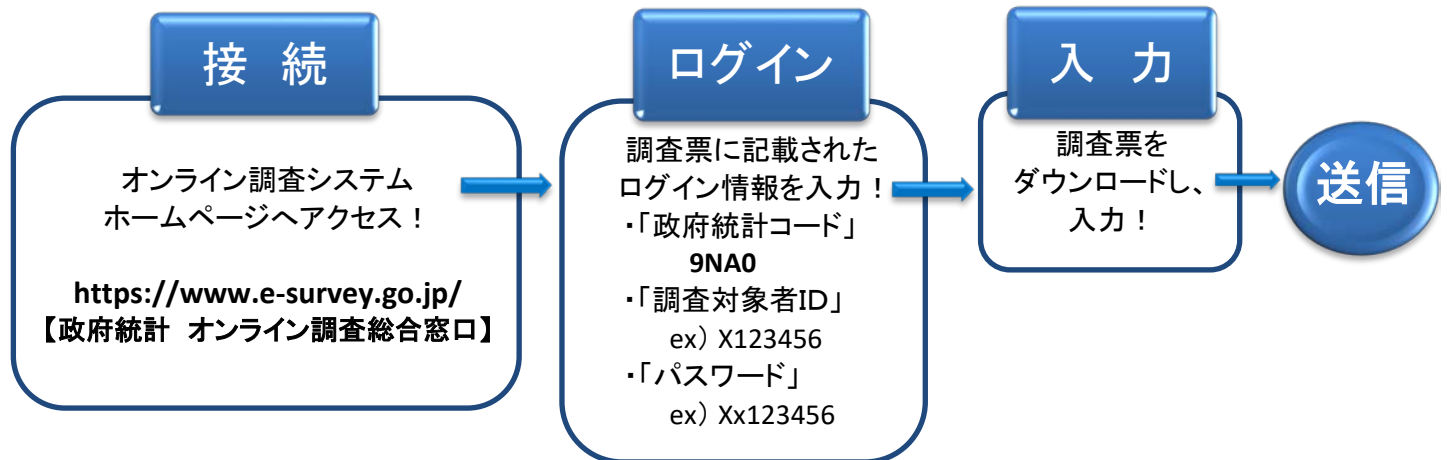 接　続
オンライン調査システム
ホームページへアクセス！
https://www.e-survey.go.jp/
【政府統計　オンライン調査総合窓口】
ログイン
調査票に記載された
ログイン情報を入力！
・「政府統計コード」
9NA0
・「調査対象者ID」
ex）X123456
・「パスワード」
ex）Xx123456
入　力
調査票を
ダウンロードし、
入力！
送信